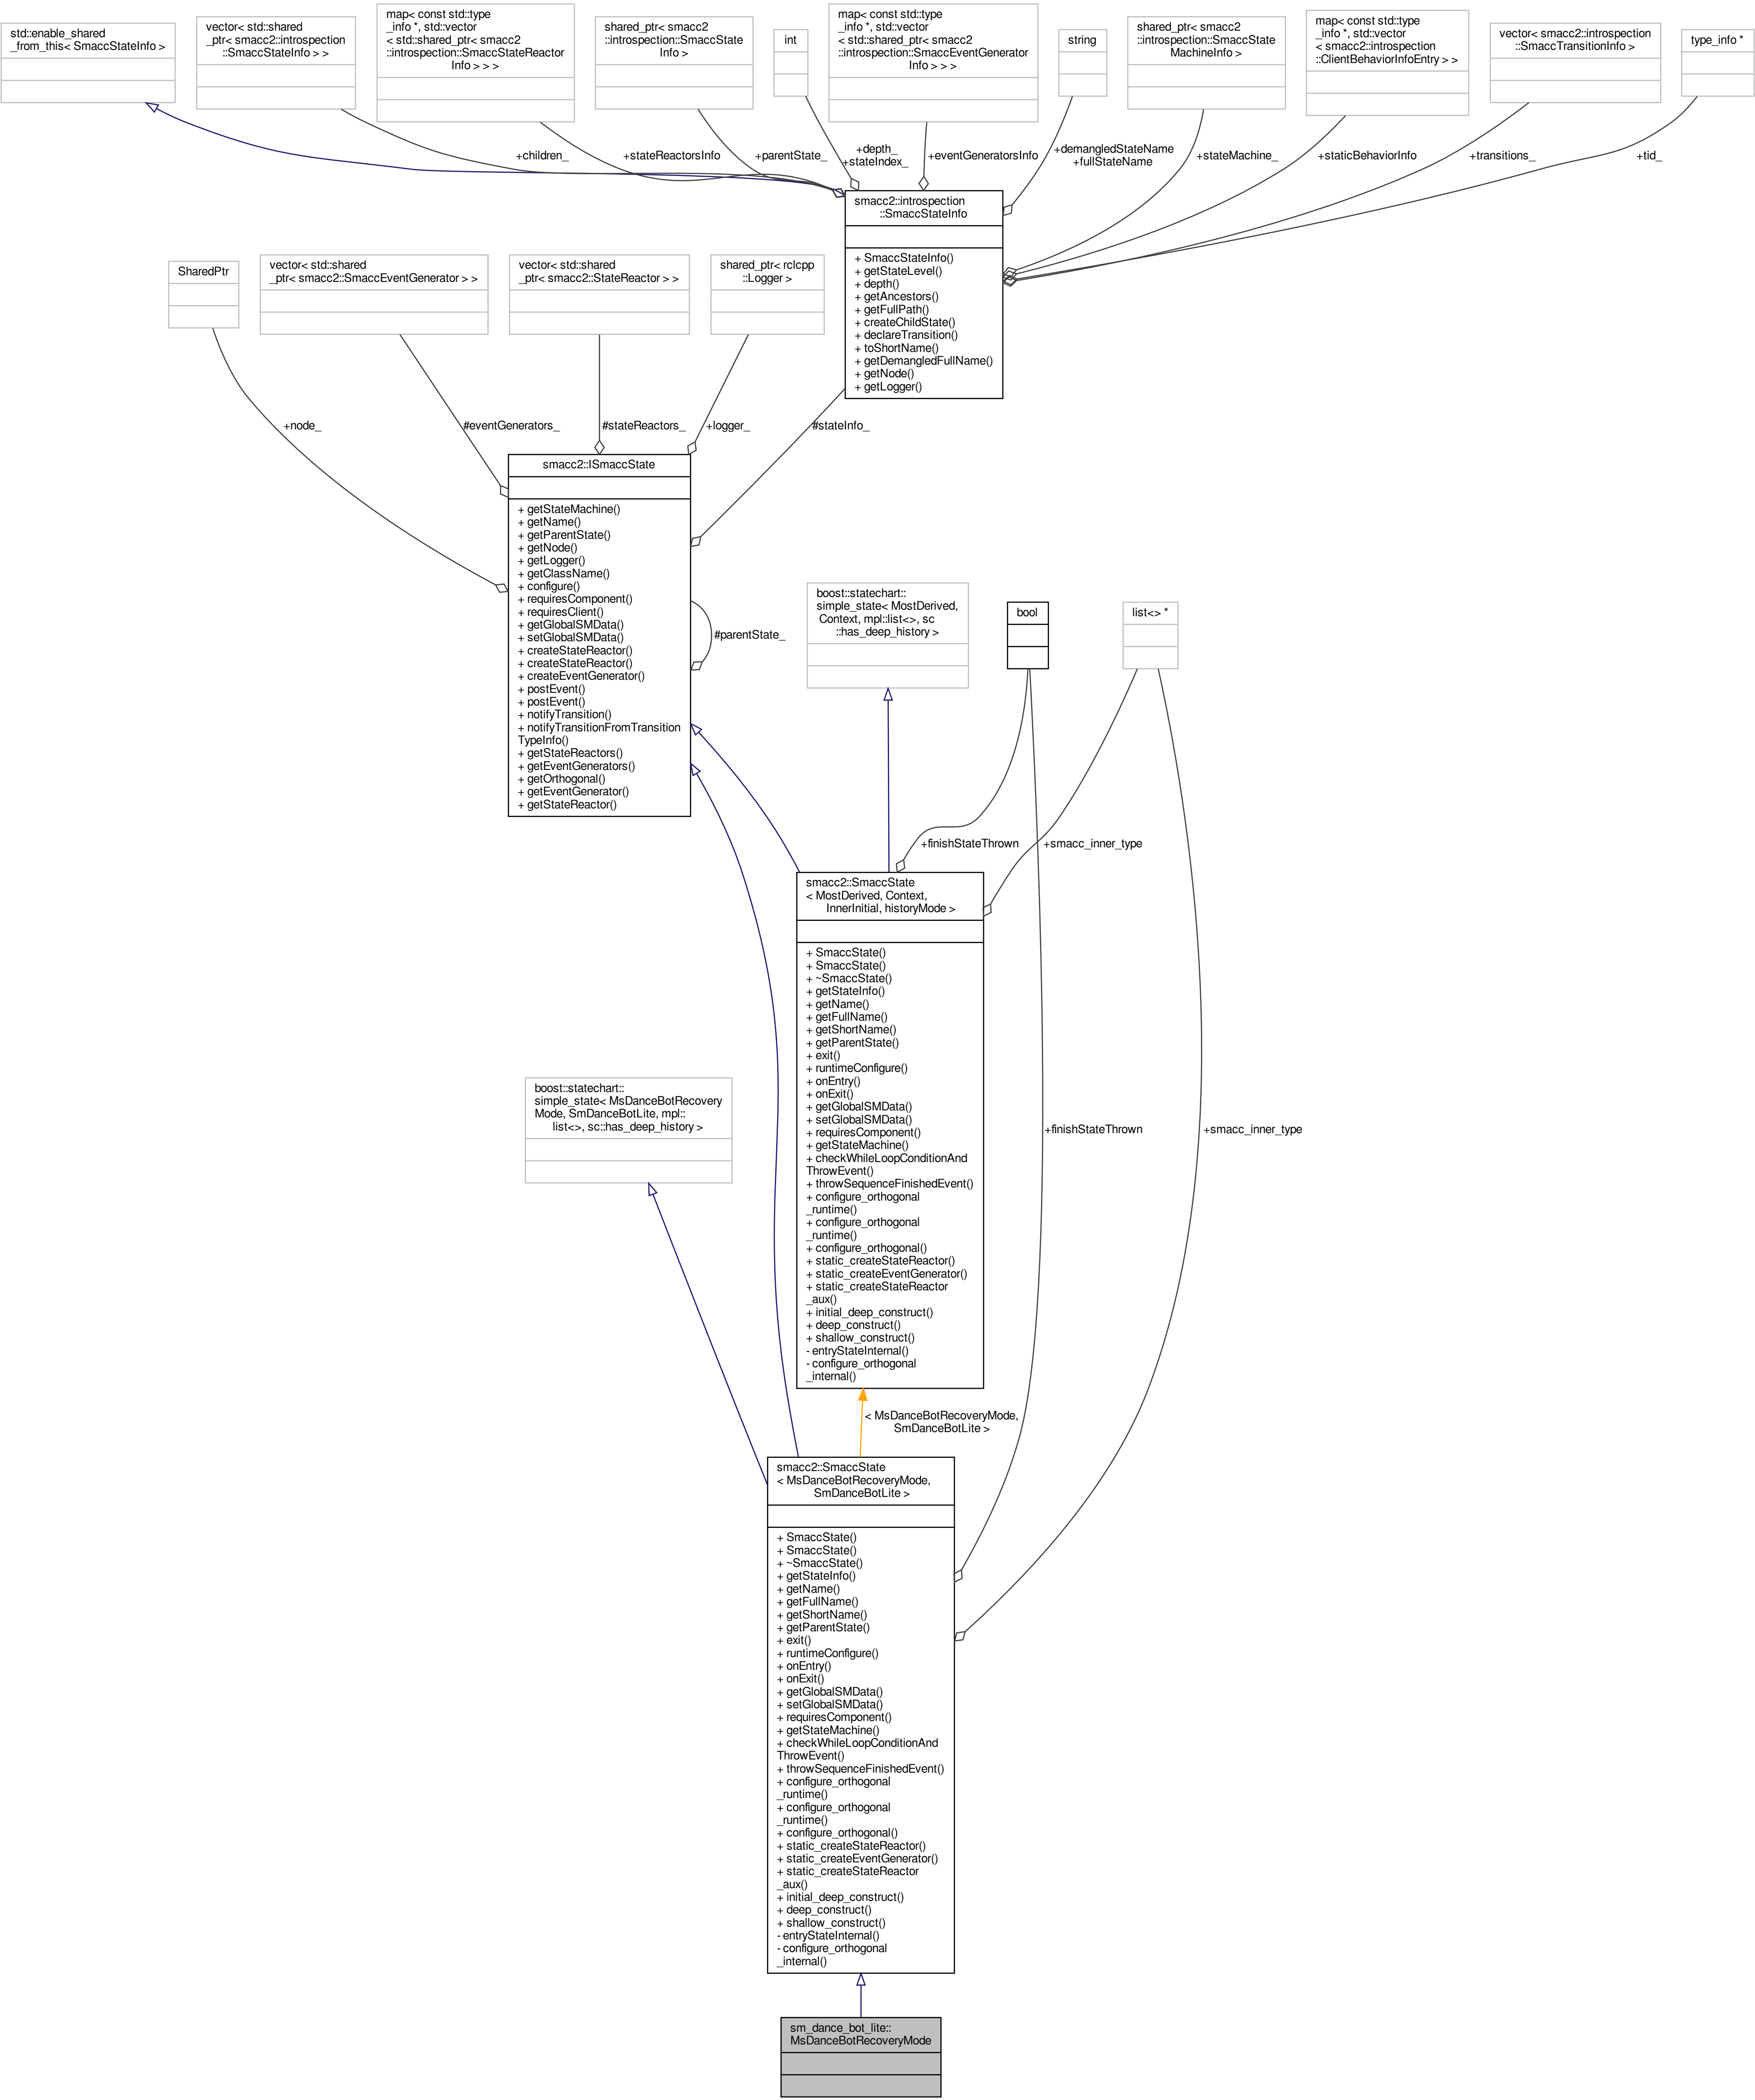 std::enable_shared
_from_this< SmaccStateInfo >
vector< std::shared
_ptr< smacc2::introspection
::SmaccStateInfo > >
map< const std::type
_info *, std::vector
< std::shared_ptr< smacc2
::introspection::SmaccStateReactor
Info > > >
shared_ptr< smacc2
::introspection::SmaccState
Info >
int
map< const std::type
_info *, std::vector
< std::shared_ptr< smacc2
::introspection::SmaccEventGenerator
Info > > >
string
shared_ptr< smacc2
::introspection::SmaccState
MachineInfo >
map< const std::type
_info *, std::vector
< smacc2::introspection
::ClientBehaviorInfoEntry > >
vector< smacc2::introspection
::SmaccTransitionInfo >
type_info *
+children_
+stateReactorsInfo
+parentState_
+depth_
+stateIndex_
+eventGeneratorsInfo
+demangledStateName
+fullStateName
+stateMachine_
+staticBehaviorInfo
+transitions_
+tid_
smacc2::introspection
::SmaccStateInfo
+ SmaccStateInfo()
+ getStateLevel()
+ depth()
+ getAncestors()
+ getFullPath()
+ createChildState()
+ declareTransition()
+ toShortName()
+ getDemangledFullName()
+ getNode()
+ getLogger()
SharedPtr
vector< std::shared
_ptr< smacc2::SmaccEventGenerator > >
vector< std::shared
_ptr< smacc2::StateReactor > >
shared_ptr< rclcpp
::Logger >
+node_
#eventGenerators_
#stateReactors_
+logger_
#stateInfo_
smacc2::ISmaccState
+ getStateMachine()
+ getName()
+ getParentState()
+ getNode()
+ getLogger()
+ getClassName()
+ configure()
+ requiresComponent()
+ requiresClient()
+ getGlobalSMData()
+ setGlobalSMData()
+ createStateReactor()
+ createStateReactor()
+ createEventGenerator()
+ postEvent()
+ postEvent()
+ notifyTransition()
+ notifyTransitionFromTransition
TypeInfo()
+ getStateReactors()
+ getEventGenerators()
+ getOrthogonal()
+ getEventGenerator()
+ getStateReactor()
#parentState_
boost::statechart::
simple_state< MostDerived,
Context, mpl::list<>, sc
::has_deep_history >
bool
list<> *
+finishStateThrown
+smacc_inner_type
smacc2::SmaccState
< MostDerived, Context,
InnerInitial, historyMode >
+ SmaccState()
+ SmaccState()
+ ~SmaccState()
+ getStateInfo()
+ getName()
+ getFullName()
+ getShortName()
+ getParentState()
+ exit()
+ runtimeConfigure()
+ onEntry()
+ onExit()
+ getGlobalSMData()
+ setGlobalSMData()
+ requiresComponent()
+ getStateMachine()
+ checkWhileLoopConditionAnd
ThrowEvent()
+ throwSequenceFinishedEvent()
+ configure_orthogonal
_runtime()
+ configure_orthogonal
_runtime()
+ configure_orthogonal()
+ static_createStateReactor()
+ static_createEventGenerator()
+ static_createStateReactor
_aux()
+ initial_deep_construct()
+ deep_construct()
+ shallow_construct()
- entryStateInternal()
- configure_orthogonal
_internal()
boost::statechart::
simple_state< MsDanceBotRecovery
Mode, SmDanceBotLite, mpl::
list<>, sc::has_deep_history >
+finishStateThrown
+smacc_inner_type
< MsDanceBotRecoveryMode,
SmDanceBotLite >
smacc2::SmaccState
< MsDanceBotRecoveryMode,
SmDanceBotLite >
+ SmaccState()
+ SmaccState()
+ ~SmaccState()
+ getStateInfo()
+ getName()
+ getFullName()
+ getShortName()
+ getParentState()
+ exit()
+ runtimeConfigure()
+ onEntry()
+ onExit()
+ getGlobalSMData()
+ setGlobalSMData()
+ requiresComponent()
+ getStateMachine()
+ checkWhileLoopConditionAnd
ThrowEvent()
+ throwSequenceFinishedEvent()
+ configure_orthogonal
_runtime()
+ configure_orthogonal
_runtime()
+ configure_orthogonal()
+ static_createStateReactor()
+ static_createEventGenerator()
+ static_createStateReactor
_aux()
+ initial_deep_construct()
+ deep_construct()
+ shallow_construct()
- entryStateInternal()
- configure_orthogonal
_internal()
sm_dance_bot_lite::
MsDanceBotRecoveryMode